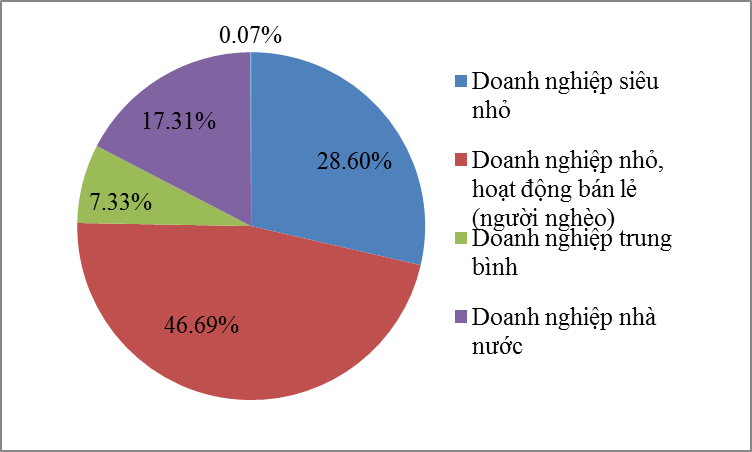 0.07%
17.31%
28.60%
7.33%
46.69%
Doanh nghiệp siêu
nhỏ
Doanh nghiệp nhỏ,
hoạt động bán lẻ
(người nghèo)
Doanh nghiệp trung
bình
Doanh nghiệp nhà
nước